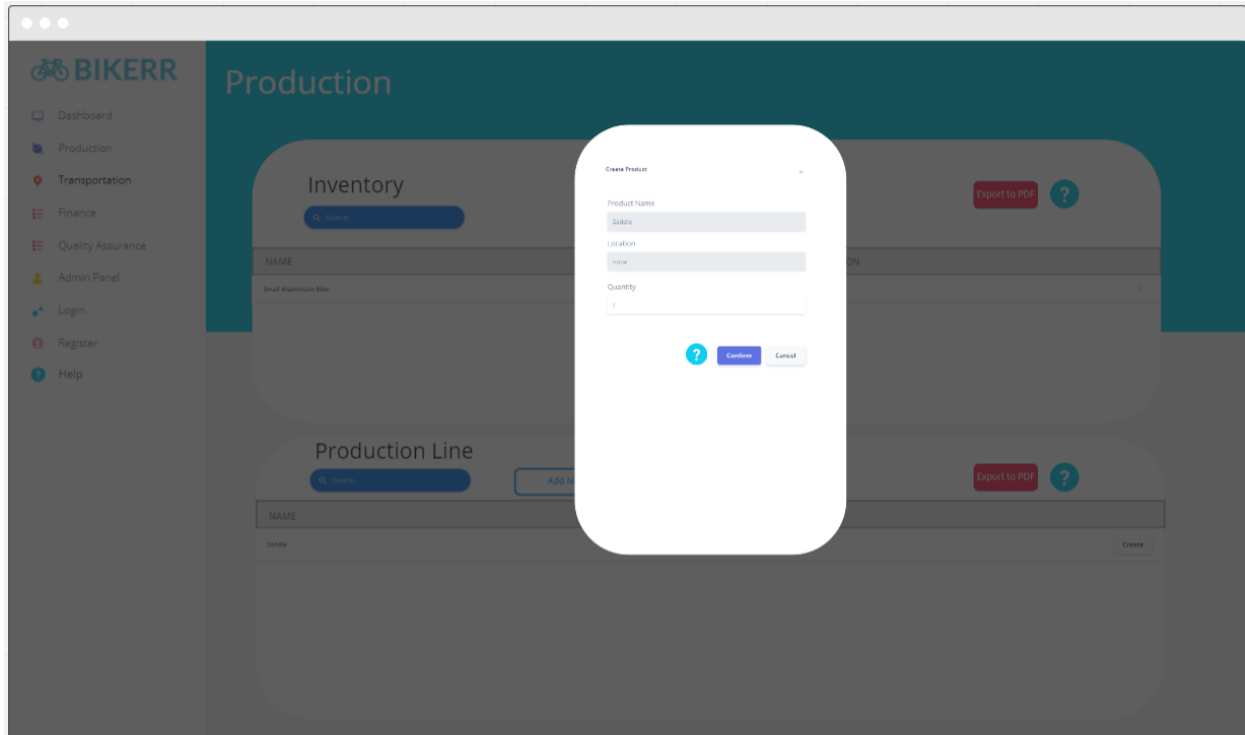 BIKERR
Dashboard
Production
Transportation
Finance
Quality Assurance
Admin Panel
Login
Register
Help
Production
Inventory
Search
Export to PDF
?
NAME
ON
Small Aluminium Bike
Create Product
×
Product Name
Saddle
Location
none
Quantity
1
?
Confirm
Cancel
Production Line
Search
Add N
Export to PDF
?
NAME
Saddle
Create